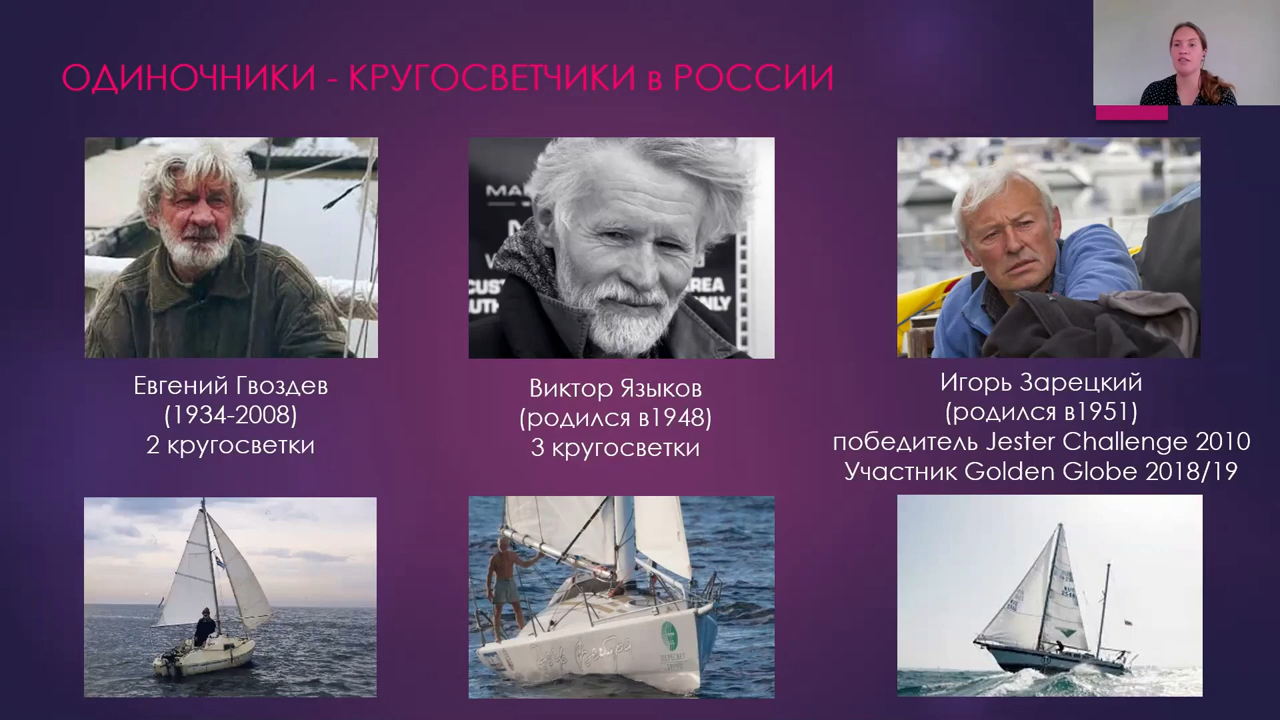 ОДИНОЧНИКИ - КРУГОСВЕТЧИКИ в РОССИИ
Евгений Гвоздев
(1934-2008)
2 кругосветки
Виктор Языков
(родился в1948)
3 кругосветки
Игорь Зарецкий
(родился в1951)
победитель Jester Challenge 2010
Участник Golden Globe 2018/19